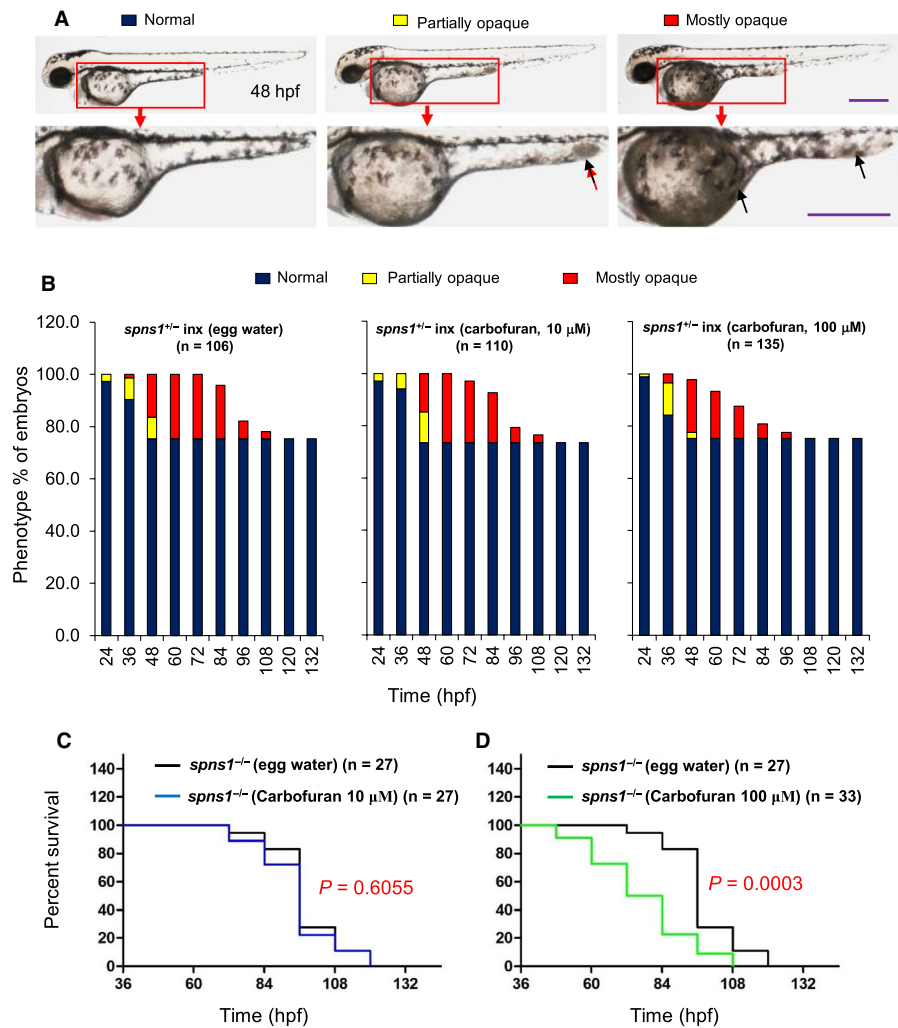 A
Normal
Partially opaque
Mostly opaque
48 hpf
B
Normal
Partially opaque
Mostly opaque
Phenotype % of embryos
120.0
100.0
80.0
60.0
40.0
20.0
0.0
spns1+/− inx (egg water)
(n = 106)
24 36 48 60 72 84 96 108 120 132
spns1+/− inx (carbofuran, 10 μM)
(n = 110)
24 36 48 60 72 84 96 108 120 132
spns1+/− inx (carbofuran, 100 μM)
(n = 135)
24 36 48 60 72 84 96 108 120 132
Time (hpf)
C
Percent survival
140
120
100
80
60
40
20
0
spns1−/− (egg water) (n = 27)
spns1−/− (Carbofuran 10 μM) (n = 27)
P = 0.6055
36 60 84 108 132
Time (hpf)
D
140
120
100
80
60
40
20
0
spns1−/− (egg water) (n = 27)
spns1−/− (Carbofuran 100 μM) (n = 33)
P = 0.0003
36 60 84 108 132
Time (hpf)